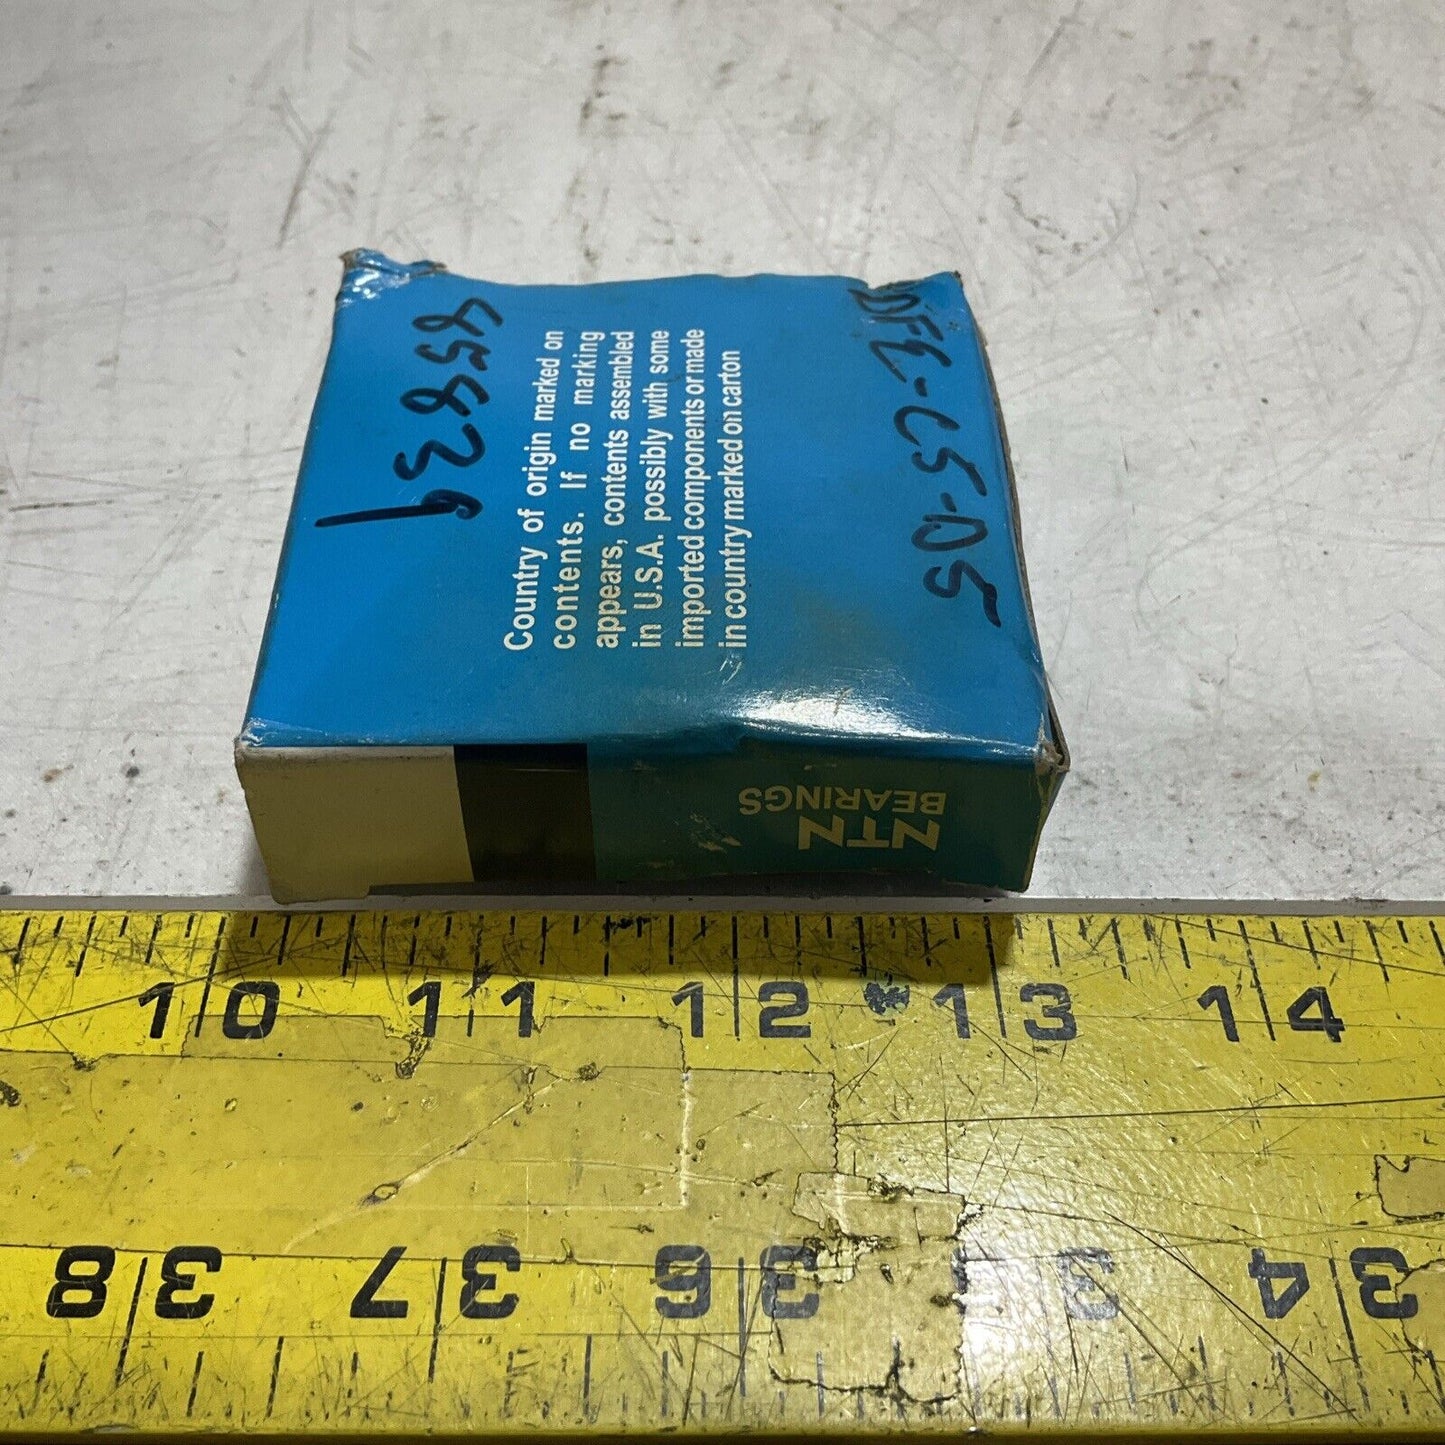 Country of origin marked on
contents. If no marking
appears, contents assembled
in U.S.A. possibly with some
imported components or made
in country marked on carton
NTN
BEARINGS
10 11 12 13 14
38 37 36 35 34